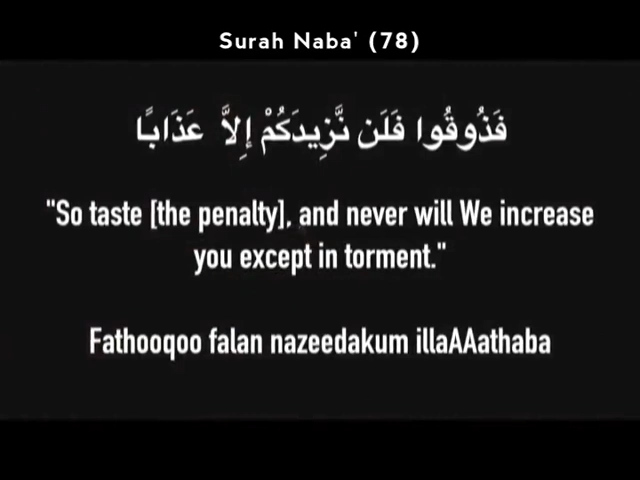 Surah Naba' (78)
فَذُوقُوا فَلَن نَّزِيدَكُمْ إِلاَّ عَذَابًا
"So taste [the penalty], and never will We increase
you except in torment."
Fathooqoo falan nazeedakum illaAAathaba